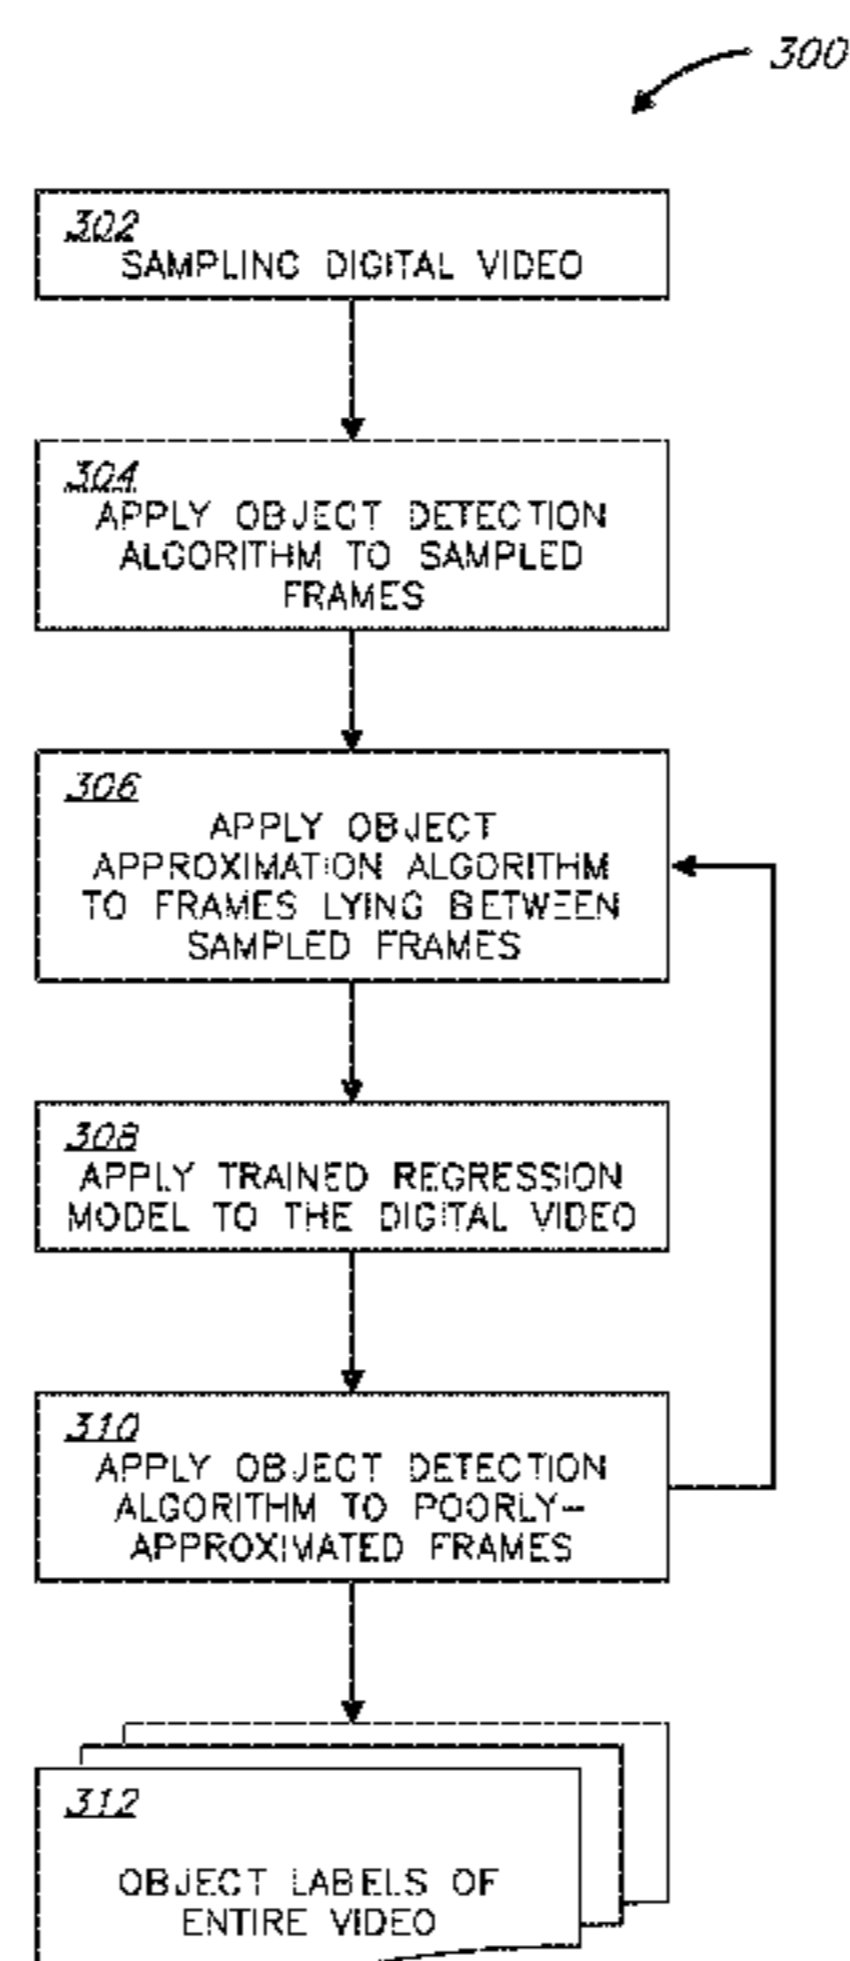 300
302
SAMPLING DIGITAL VIDEO
304
APPLY OBJECT DETECTION
ALGORITHM TO SAMPLED
FRAMES
306
APPLY OBJECT
APPROXIMATION ALGORITHM
TO FRAMES LYING BETWEEN
SAMPLED FRAMES
308
APPLY TRAINED REGRESSION
MODEL TO THE DIGITAL VIDEO
310
APPLY OBJECT DETECTION
ALGORITHM TO POORLY-
APPROXIMATED FRAMES
312
OBJECT LABELS OF
ENTIRE VIDEO